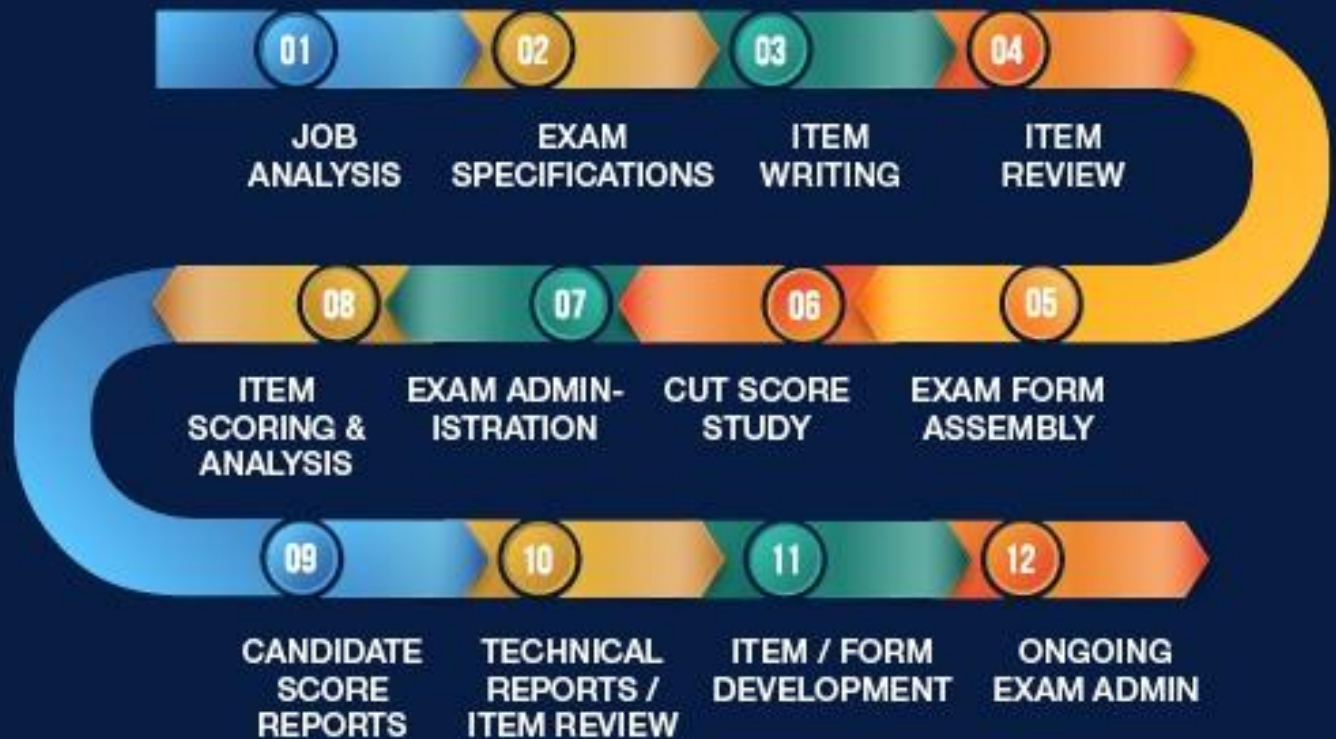 01
02
03
04
JOB
ANALYSIS
EXAM
SPECIFICATIONS
ITEM
WRITING
ITEM
REVIEW
05
EXAM FORM
ASSEMBLY
06
CUT SCORE
STUDY
07
EXAM ADMIN-
ISTRATION
08
ITEM
SCORING &
ANALYSIS
09
CANDIDATE
SCORE
REPORTS
10
TECHNICAL
REPORTS /
ITEM REVIEW
11
ITEM / FORM
DEVELOPMENT
12
ONGOING
EXAM ADMIN